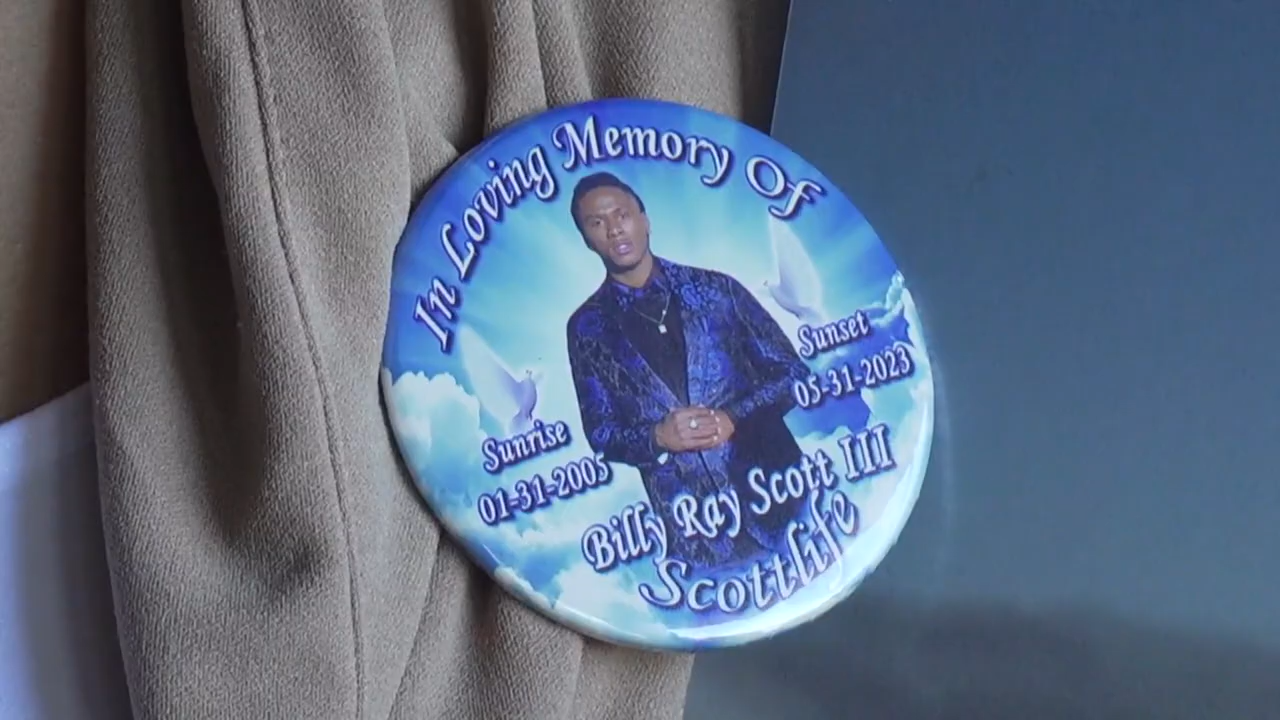 In Loving Memory Of
Sunrise
01-31-2005
Sunset
05-31-2023
Billy Ray Scott III
Scottlife